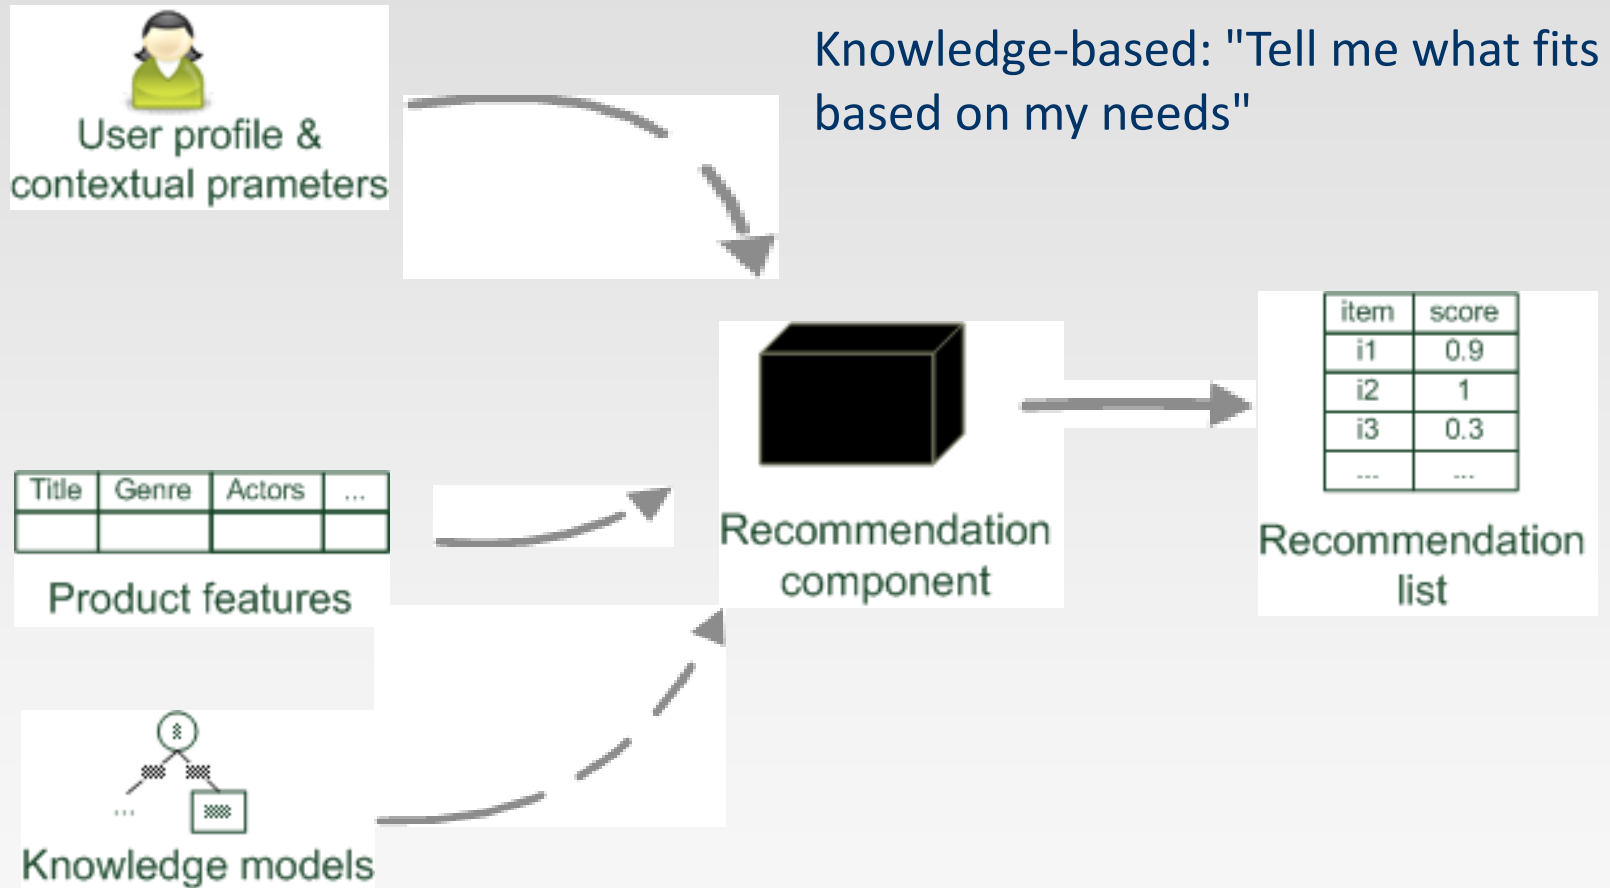 Knowledge-based: "Tell me what fits
based on my needs"
User profile &
contextual prameters
item score
i1 0.9
i2 1
i3 0.3
... ...
Title Genre Actors ...
Recommendation
component
Recommendation
list
Product features
...
Knowledge models